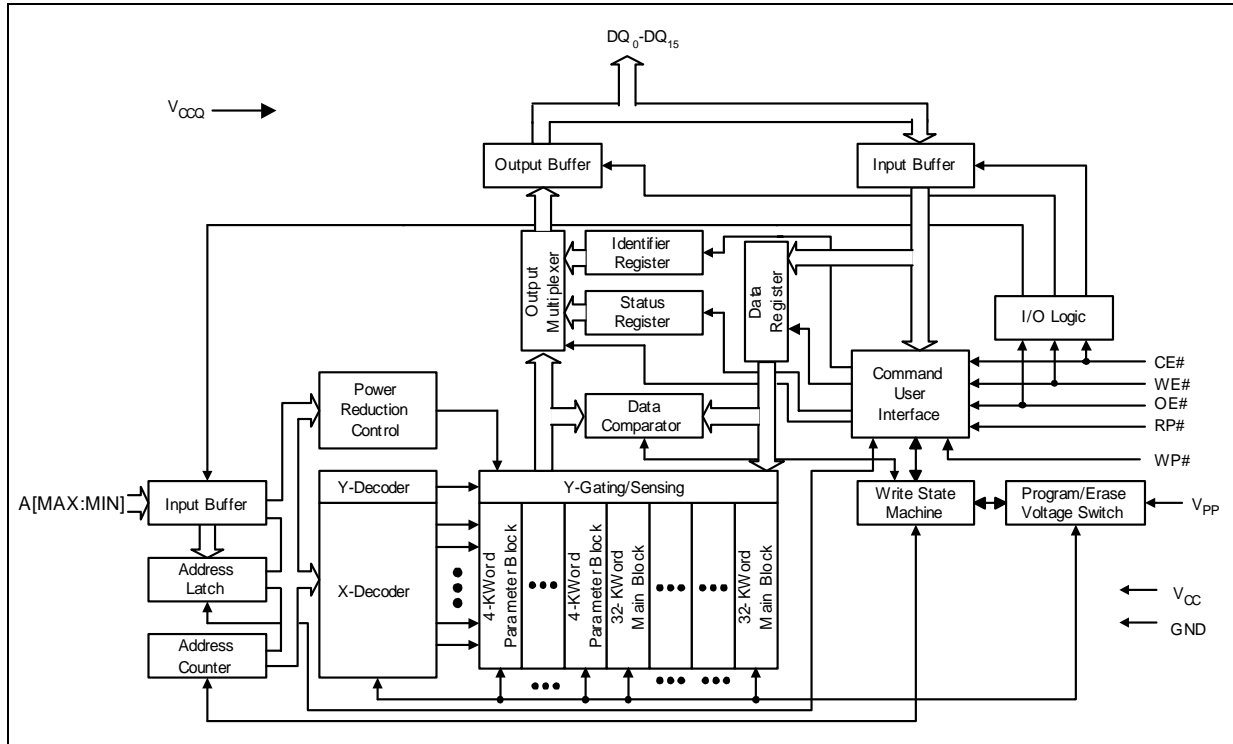 DQ0-DQ15
VCCQ
Output Buffer
Input Buffer
Output
Multiplexer
Identifier
Register
Status
Register
Data
Register
I/O Logic
Command
User
Interface
CE#
WE#
OE#
RP#
WP#
Power
Reduction
Control
Data
Comparator
A[MAX:MIN]
Input Buffer
Y-Decoder
Y-Gating/Sensing
Write State
Machine
Program/Erase
Voltage Switch
VPP
Address
Latch
X-Decoder
4-KWord
Parameter Block
4-KWord
Parameter Block
32-KWord
Main Block
32-KWord
Main Block
VCC
GND
Address
Counter